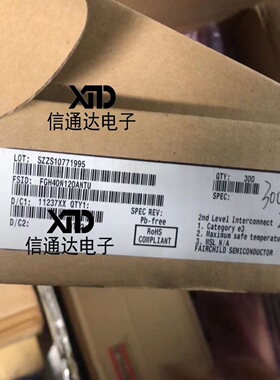 XTD
信通达电子
LOT: SZZS10771995
FSID: FGH40N120ANTU
QTY: 300
SPEC: 300
D/C1: 11237XX QTY1:
D/C2:
SPEC REV:
Pb-free
RoHS
COMPLIANT
2nd Level Interconnect
1. Category e3
2. Maximum safe temperature
3. MSL N/A
FAIRCHILD SEMICONDUCTOR
XTD
信通达电子